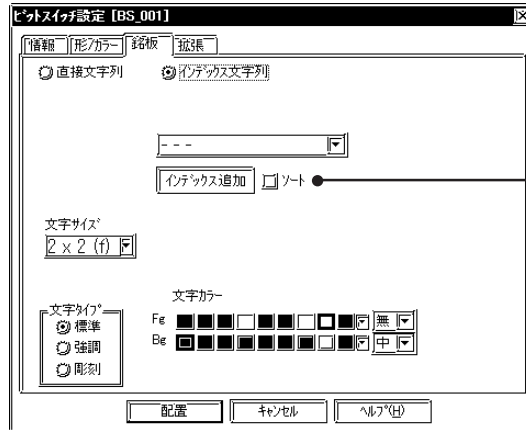 ﾋﾞｯﾄｽｲｯﾁ設定 [BS_001]
情報 形/ｶﾗｰ 銘板 拡張
直接文字列 ｲﾝﾃﾞｯｸｽ文字列
- - -
ｲﾝﾃﾞｯｸｽ追加 ｿｰﾄ
文字ｻｲｽﾞ
2 x 2 (f)
文字ｶﾗｰ
文字ﾀｲﾌﾟ
標準
強調
彫刻
Fg 無
Bg 中
配置 ｷｬﾝｾﾙ ﾍﾙﾌﾟ(H)